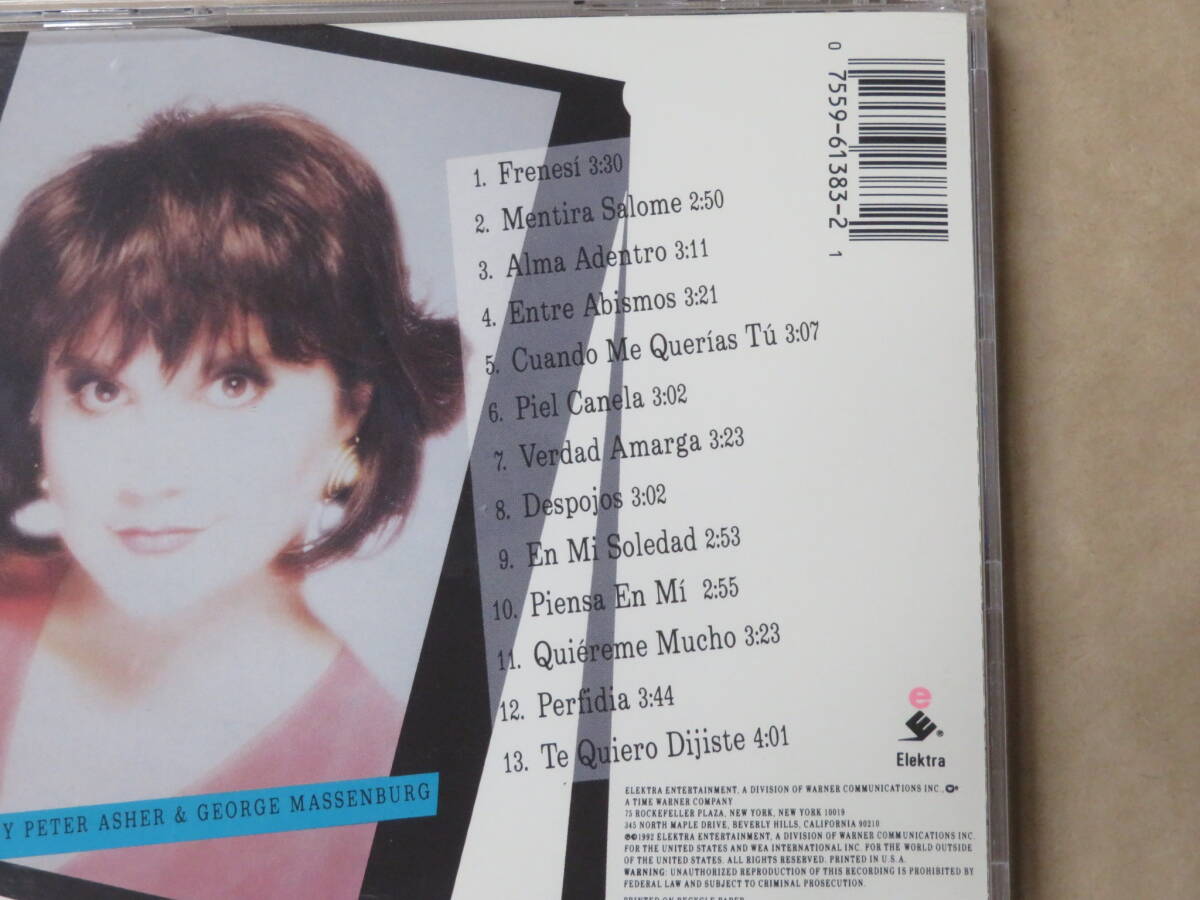 1. Frenesí 3:30
2. Mentira Salome 2:50
3. Alma Adentro 3:11
4. Entre Abismos 3:21
5. Cuando Me Querías Tú 3:07
6. Piel Canela 3:02
7. Verdad Amarga 3:23
8. Despojos 3:02
9. En Mi Soledad 2:53
10. Piensa En Mí 2:55
11. Quiéreme Mucho 3:23
12. Perfidia 3:44
13. Te Quiero Dijiste 4:01
0 7559-61383-2 1
Y PETER ASHER & GEORGE MASSENBURG
e
E®
Elektra
ELEKTRA ENTERTAINMENT, A DIVISION OF WARNER COMMUNICATIONS INC.,
A TIME WARNER COMPANY
75 ROCKEFELLER PLAZA, NEW YORK, NEW YORK 10019
345 NORTH MAPLE DRIVE, BEVERLY HILLS, CALIFORNIA 90210
℗©1992 ELEKTRA ENTERTAINMENT, A DIVISION OF WARNER COMMUNICATIONS INC.
FOR THE UNITED STATES AND WEA INTERNATIONAL INC. FOR THE WORLD OUTSIDE
OF THE UNITED STATES. ALL RIGHTS RESERVED. PRINTED IN U.S.A.
WARNING: UNAUTHORIZED REPRODUCTION OF THIS RECORDING IS PROHIBITED BY
FEDERAL LAW AND SUBJECT TO CRIMINAL PROSECUTION.
PRINTED ON RECYCLE PAPER